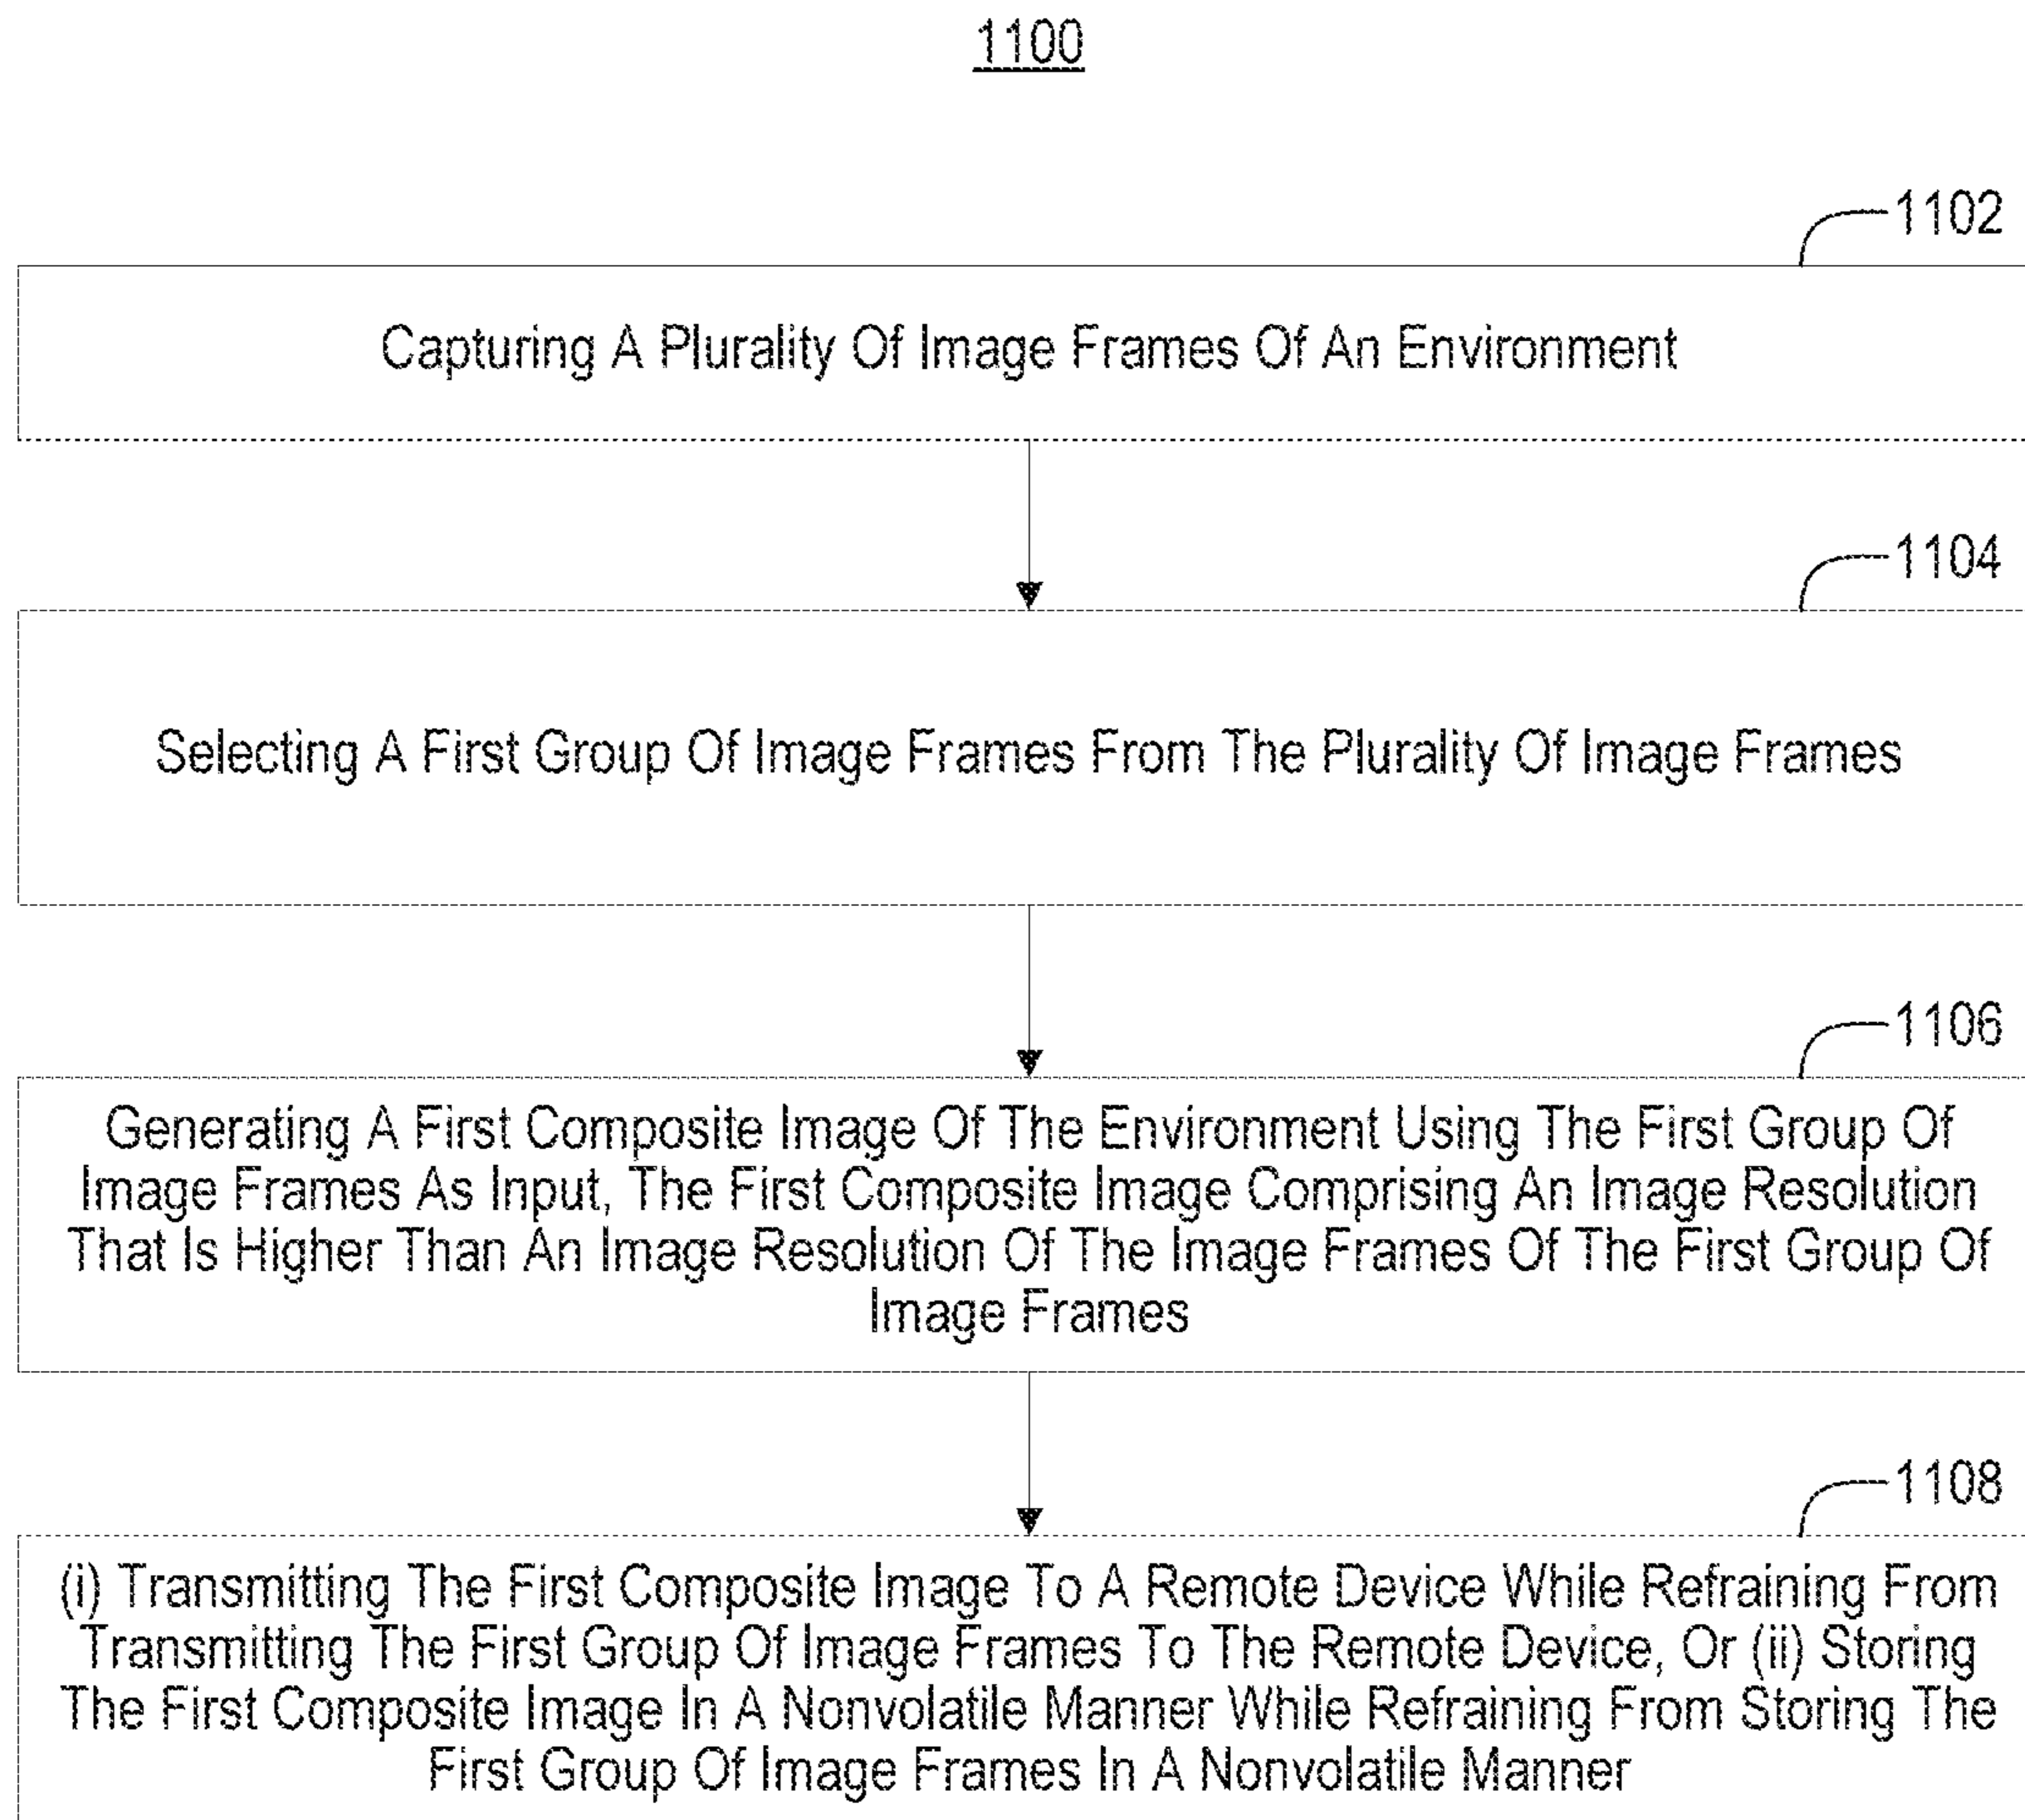 1100
1102
Capturing A Plurality Of Image Frames Of An Environment
1104
Selecting A First Group Of Image Frames From The Plurality Of Image Frames
1106
Generating A First Composite Image Of The Environment Using The First Group Of
Image Frames As Input, The First Composite Image Comprising An Image Resolution
That Is Higher Than An Image Resolution Of The Image Frames Of The First Group Of
Image Frames
1108
(i) Transmitting The First Composite Image To A Remote Device While Refraining From
Transmitting The First Group Of Image Frames To The Remote Device, Or (ii) Storing
The First Composite Image In A Nonvolatile Manner While Refraining From Storing The
First Group Of Image Frames In A Nonvolatile Manner